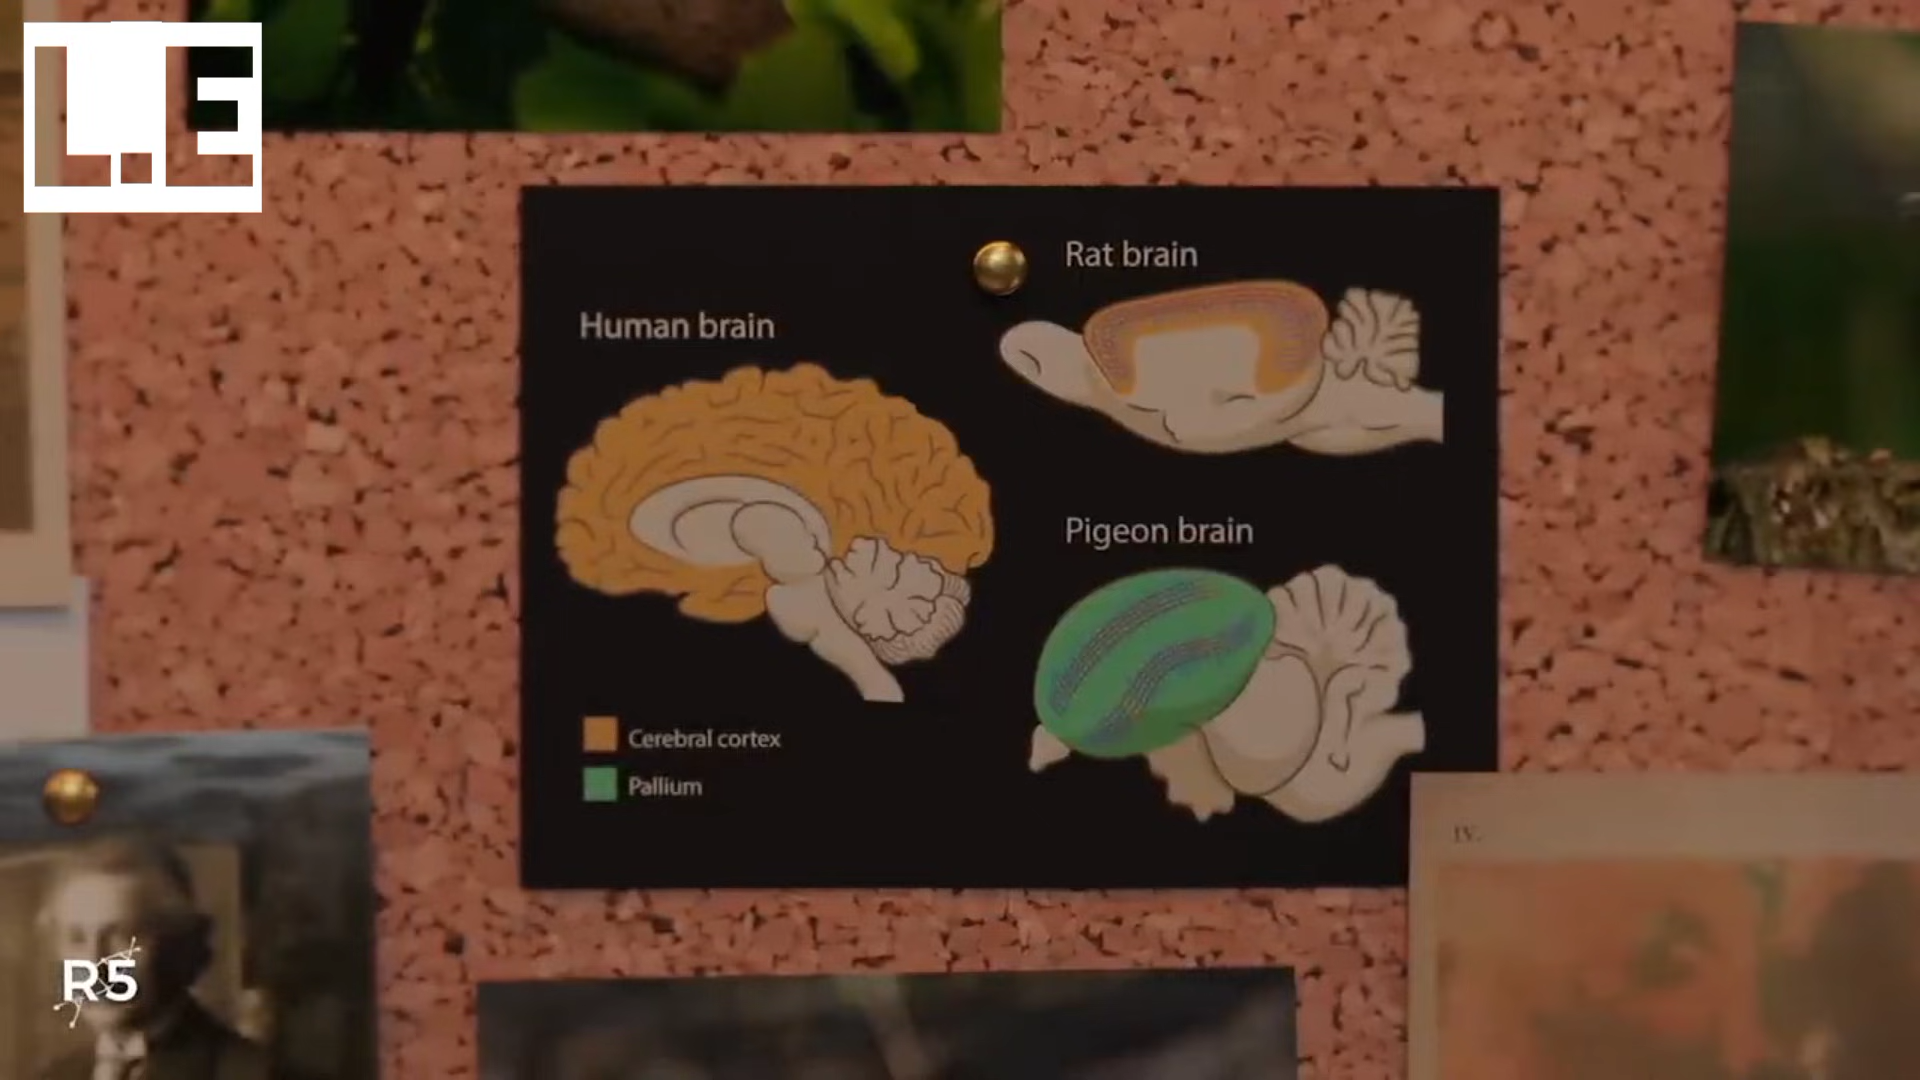 L.E
Rat brain
Human brain
Pigeon brain
Cerebral cortex
Pallium
IV.
R5